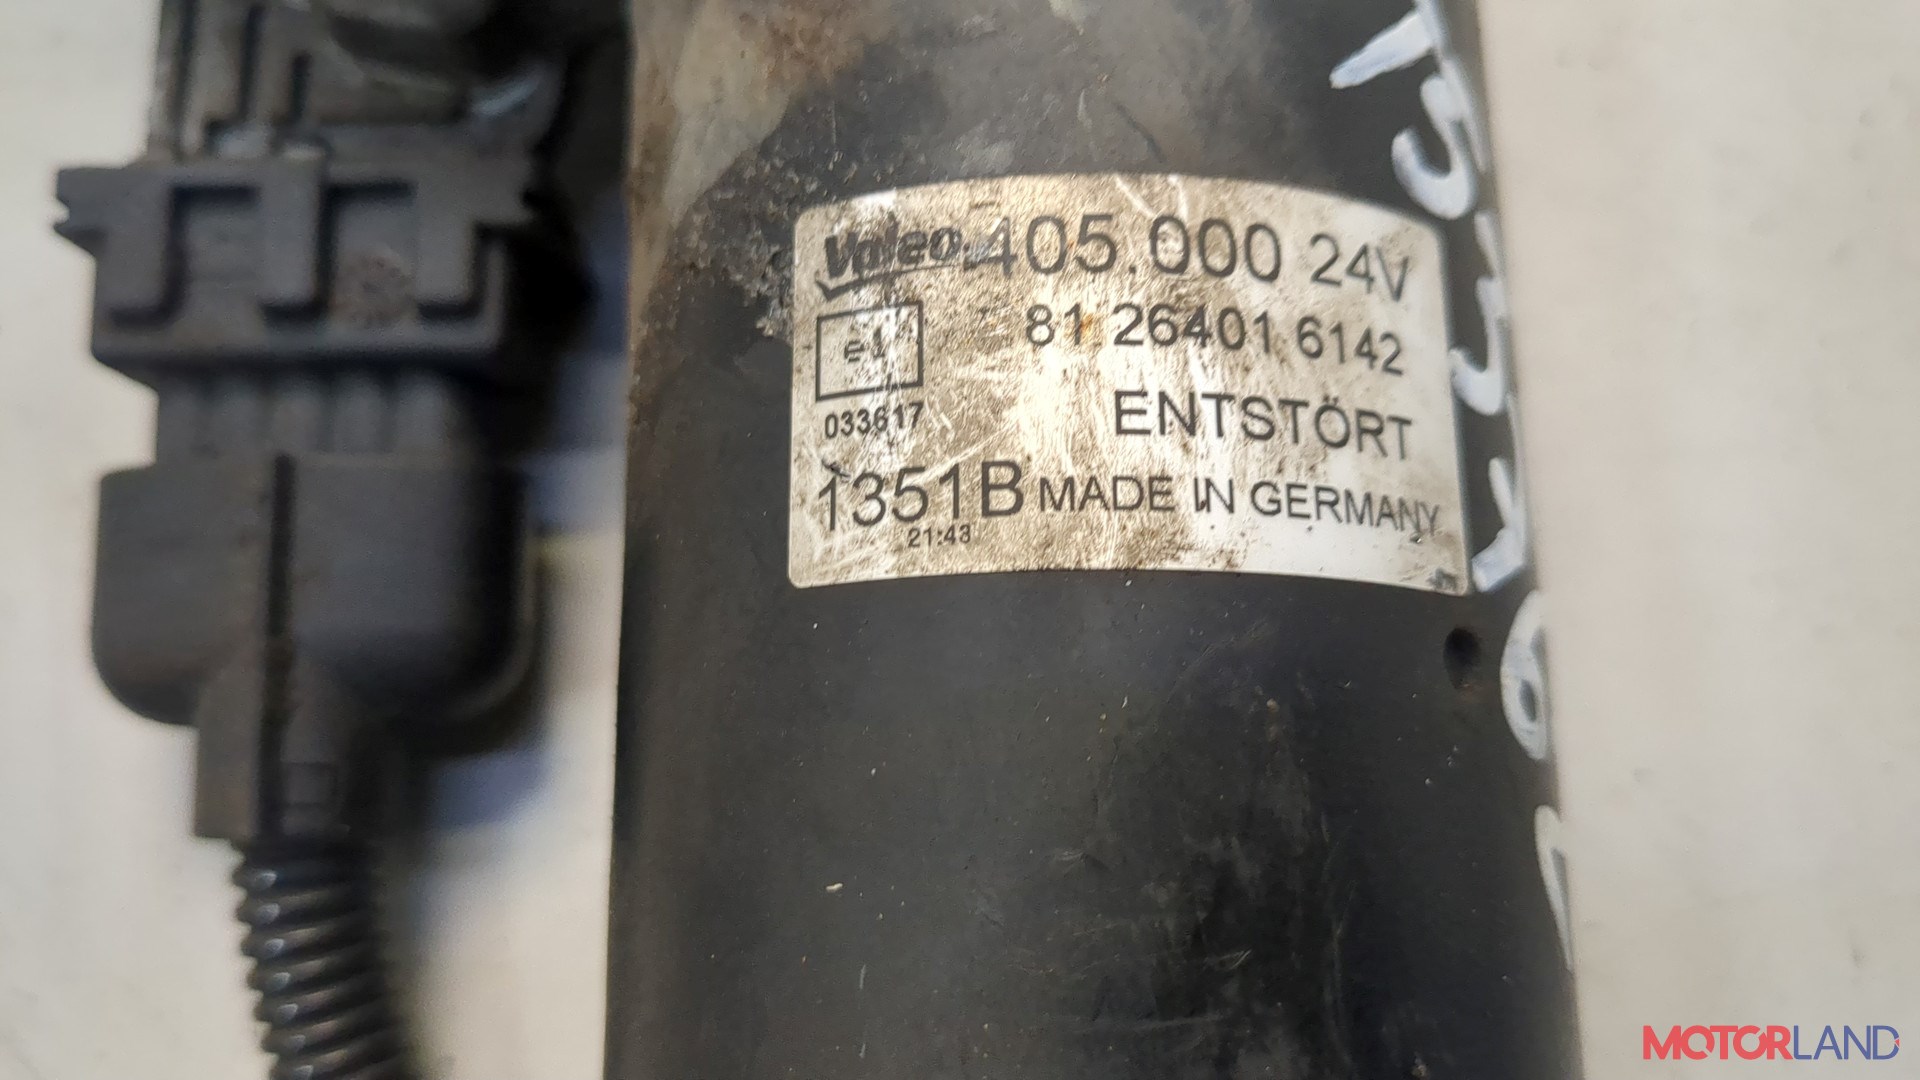 Valeo 405.000 24V
81 26401 6142
e1
033617
ENTSTÖRT
1351B MADE IN GERMANY
21:43
MOTORLAND